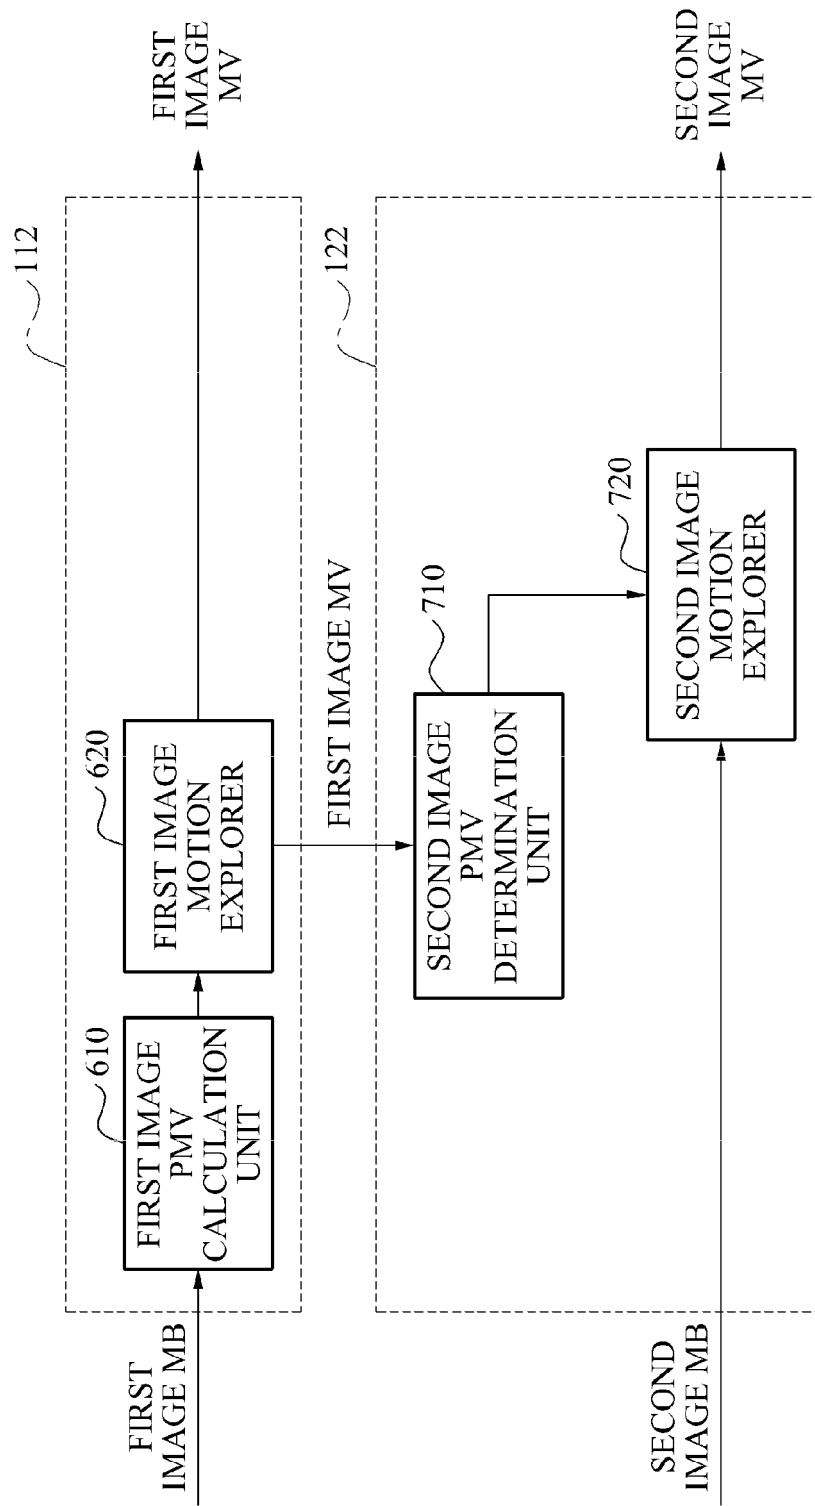 112
FIRST
IMAGE MB
610
FIRST IMAGE
PMV
CALCULATION
UNIT
620
FIRST IMAGE
MOTION
EXPLORER
FIRST
IMAGE
MV
FIRST IMAGE MV
122
710
SECOND IMAGE
PMV
DETERMINATION
UNIT
720
SECOND IMAGE
MOTION
EXPLORER
SECOND
IMAGE MB
SECOND
IMAGE
MV